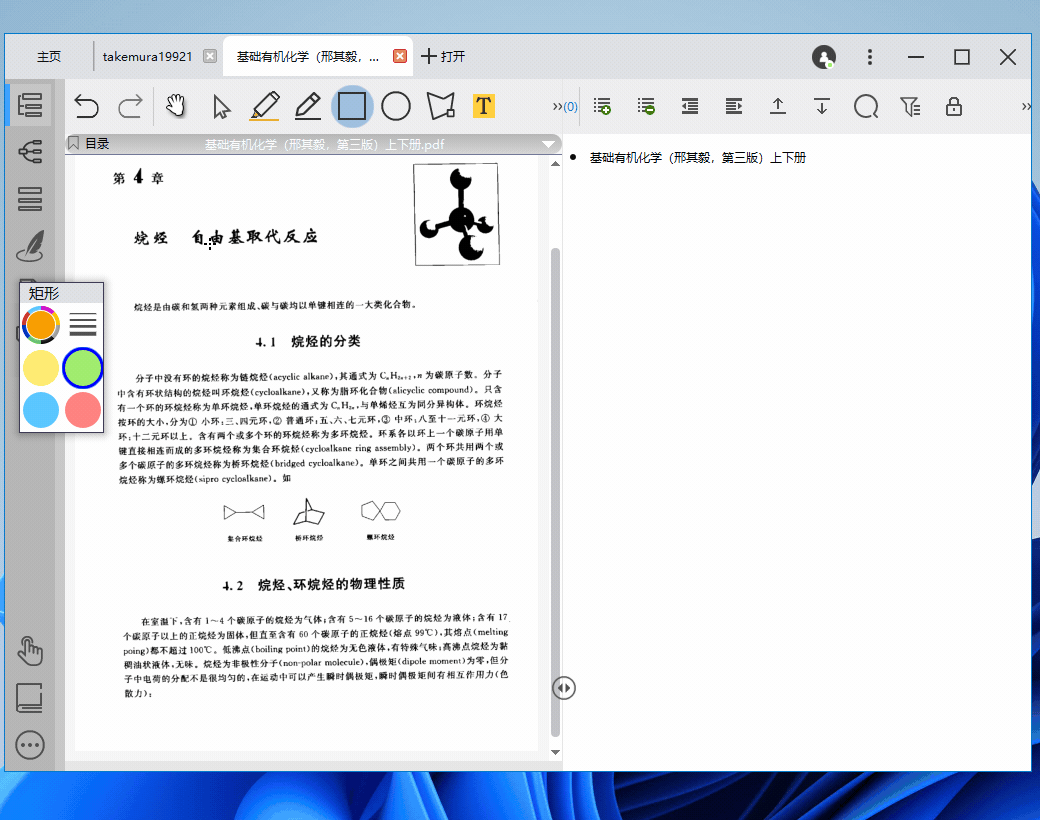 主页
takemura19921
基础有机化学（邢其毅，...
打开
T
(0)
目录
基础有机化学（邢其毅，第三版）上下册.pdf
基础有机化学（邢其毅，第三版）上下册
矩形
第 4 章
烷烃 自由基取代反应
烷烃是由碳和氢两种元素组成、碳与碳均以单键相连的一大类化合物。
4.1 烷烃的分类
分子中没有环的烷烃称为链烷烃(acyclic alkane),其通式为 CₙH₂ₙ₊₂,n 为碳原子数。分子
中含有环状结构的烷烃叫环烷烃(cycloalkane),又称为脂环化合物(alicyclic compound)。只含
有一个环的环烷烃称为单环烷烃,单环烷烃的通式为 CₙH₂ₙ,与单烯烃互为同分异构体。环烷烃
按环的大小,分为① 小环:三、四元环,② 普通环:五、六、七元环,③ 中环:八至十一元环,④ 大
环:十二元环以上。含有两个或多个环的环烷烃称为多环烷烃。环系各以环上一个碳原子用单
键直接相连而成的多环烷烃称为集合环烷烃(cycloalkane ring assembly)。两个环共用两个或
多个碳原子的多环烷烃称为桥环烷烃(bridged cycloalkane)。单环之间共用一个碳原子的多环
烷烃称为螺环烷烃(sipro cycloalkane)。如
集合环烷烃 桥环烷烃 螺环烷烃
4.2 烷烃、环烷烃的物理性质
在室温下,含有 1~4 个碳原子的烷烃为气体;含有 5~16 个碳原子的烷烃为液体;含有 17
个碳原子以上的正烷烃为固体,但直至含有 60 个碳原子的正烷烃(熔点 99℃),其熔点(melting
poing)都不超过 100℃。低沸点(boiling point)的烷烃为无色液体,有特殊气味;高沸点烷烃为黏
稠油状液体,无味。烷烃为非极性分子(non-polar molecule),偶极矩(dipole moment)为零,但分
子中电荷的分配不是很均匀的,在运动中可以产生瞬时偶极矩,瞬时偶极矩间有相互作用力(色
散力);